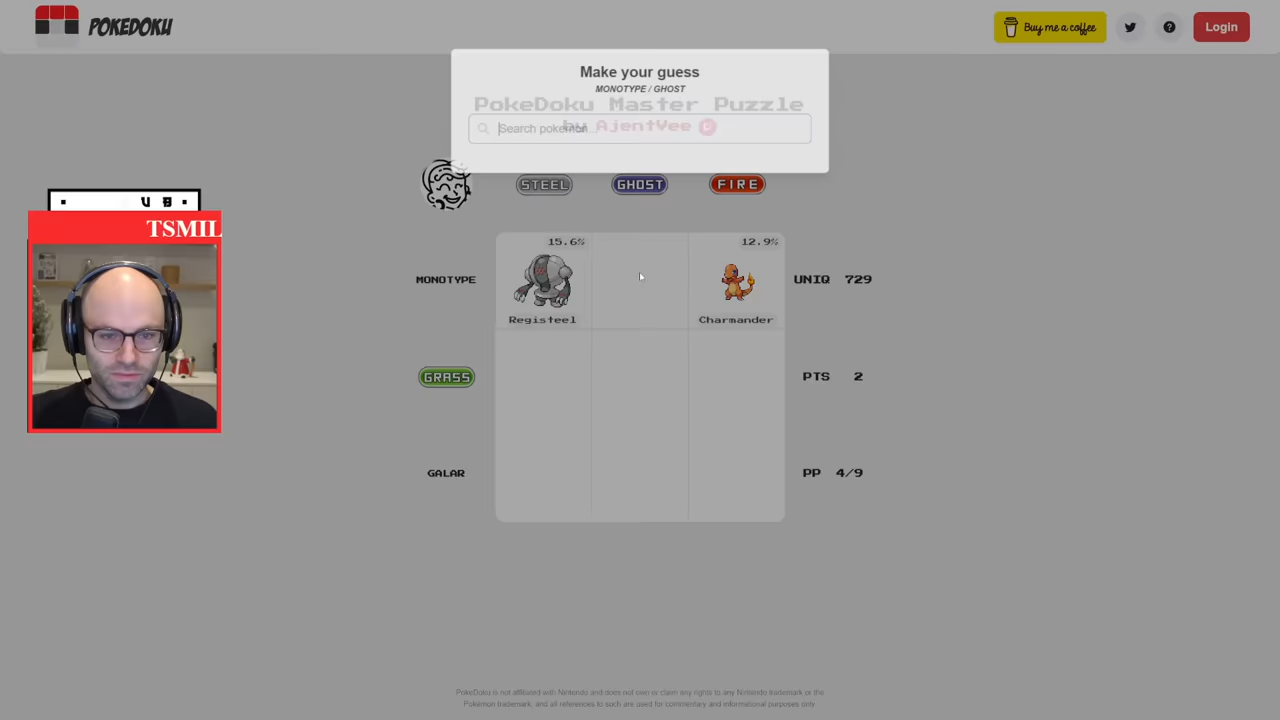 POKEDOKU
Buy me a coffee
Login
Make your guess
MONOTYPE / GHOST
PokeDoku Master Puzzle
by AjentVee
Search pokemon...
STEEL
GHOST
FIRE
TSMIL
15.6%
12.9%
MONOTYPE
UNIQ 729
Registeel
Charmander
GRASS
PTS 2
GALAR
PP 4/9
PokeDoku is not affiliated with Nintendo and does not own or claim any rights to any Nintendo trademark or the
Pokémon trademark, and all references to such are used for commentary and informational purposes only